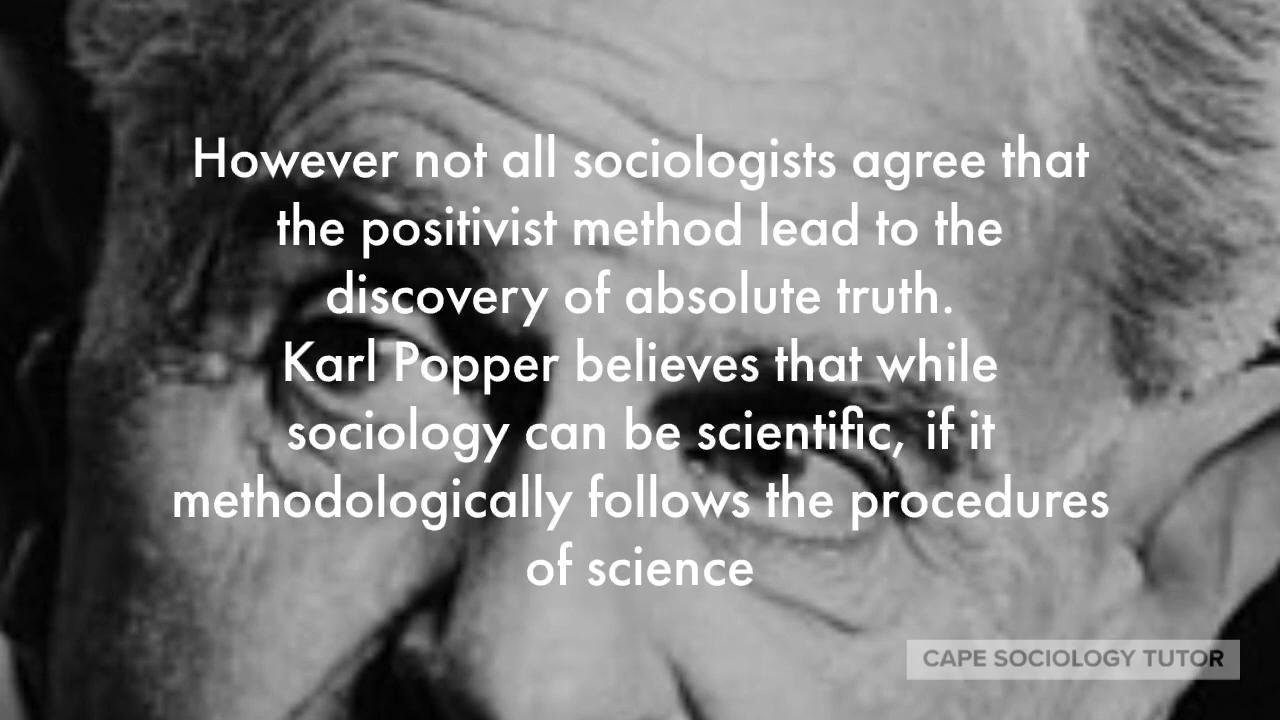 However not all sociologists agree that
the positivist method lead to the
discovery of absolute truth.
Karl Popper believes that while
sociology can be scientific, if it
methodologically follows the procedures
of science
CAPE SOCIOLOGY TUTOR